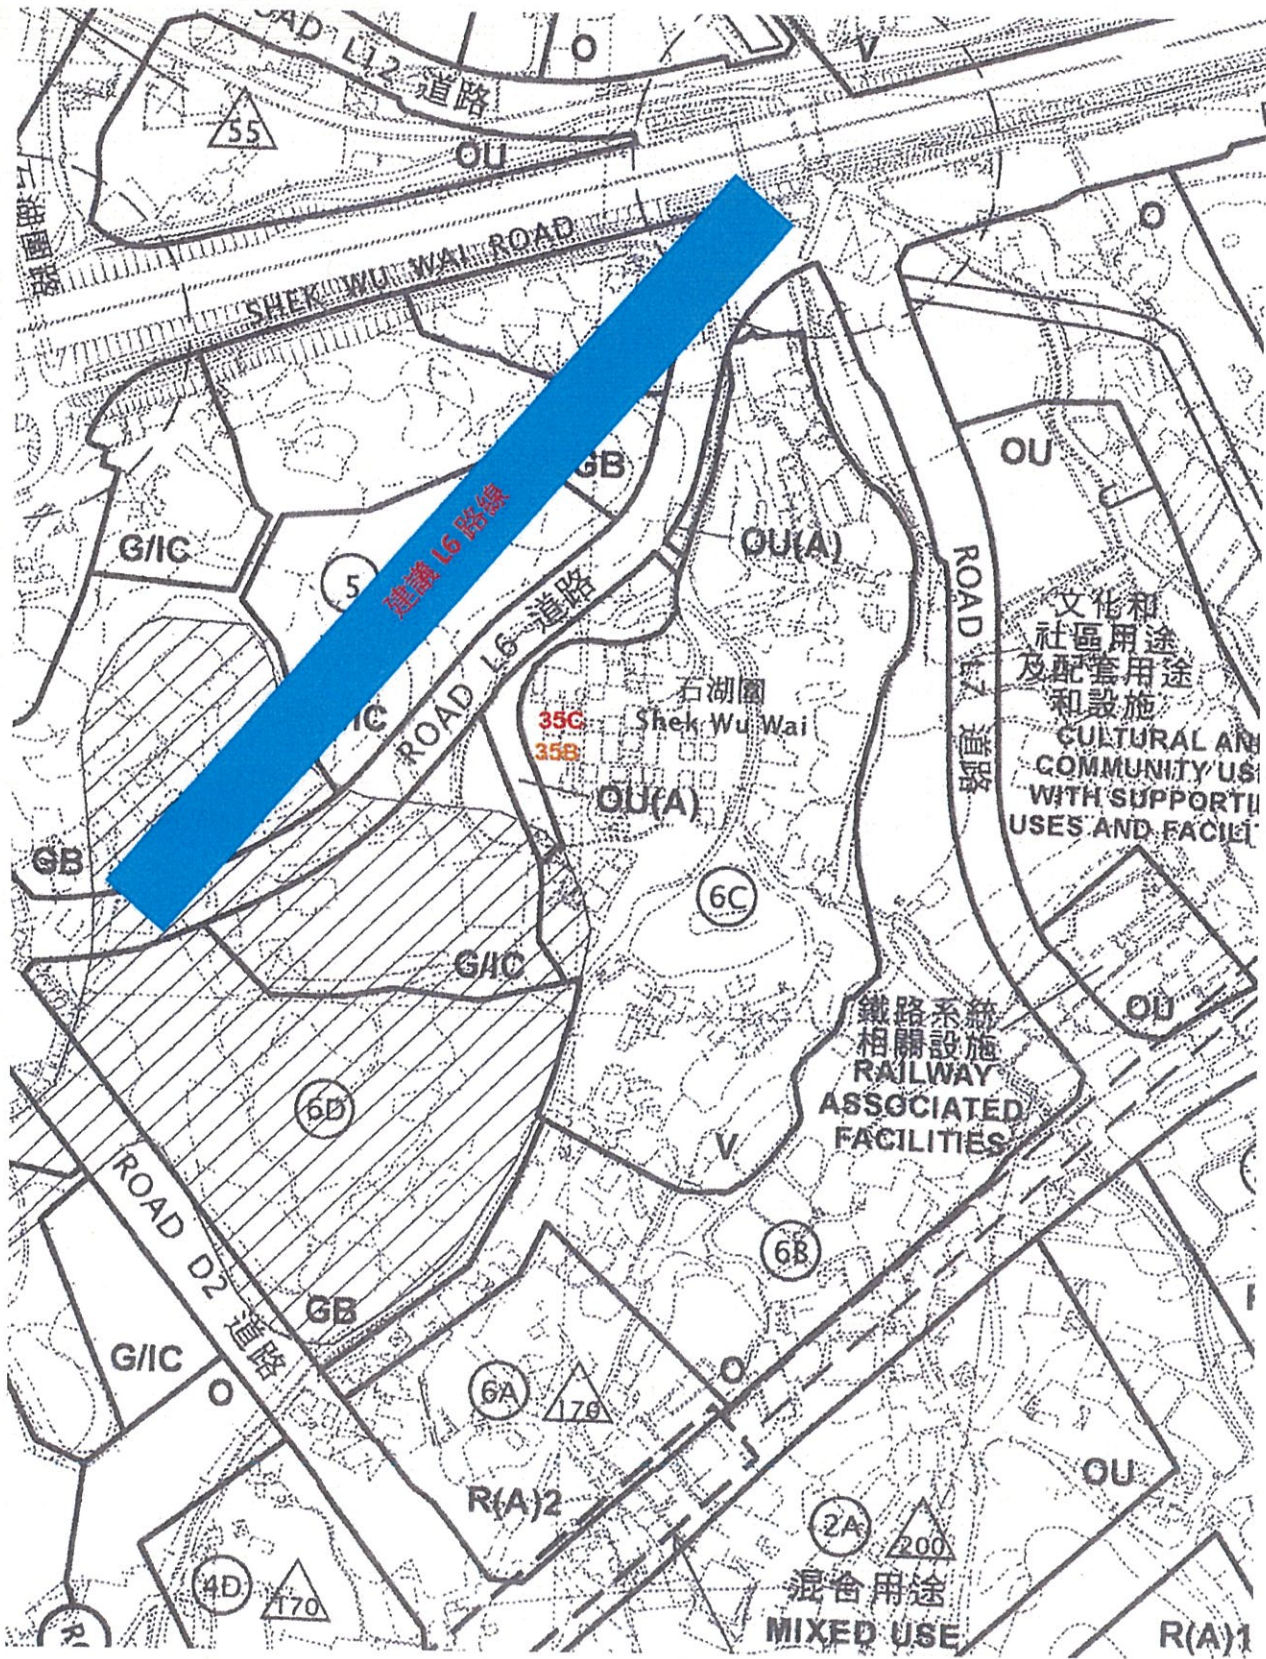 OAD L12 道路
O
V
55
OU
O
石湖圍路
SHEK WU WAI ROAD
GB
OU
G/IC
5
建議 L6 路線
OU(A)
ROAD L6 道路
ROAD L7 道路
文化和
社區用途
及配套用途
和設施
CULTURAL AN
COMMUNITY US
WITH SUPPORTI
USES AND FACILIT
石湖圍
Shek Wu Wai
IC
35C
35B
OU(A)
GB
6C
G/IC
鐵路系統
相關設施
RAILWAY
ASSOCIATED
FACILITIES
OU
6D
V
ROAD D2 道路
6B
GB
G/IC
O
6A
170
O
R(A)2
OU
2A
200
4D
170
混合用途
MIXED USE
R(A)1